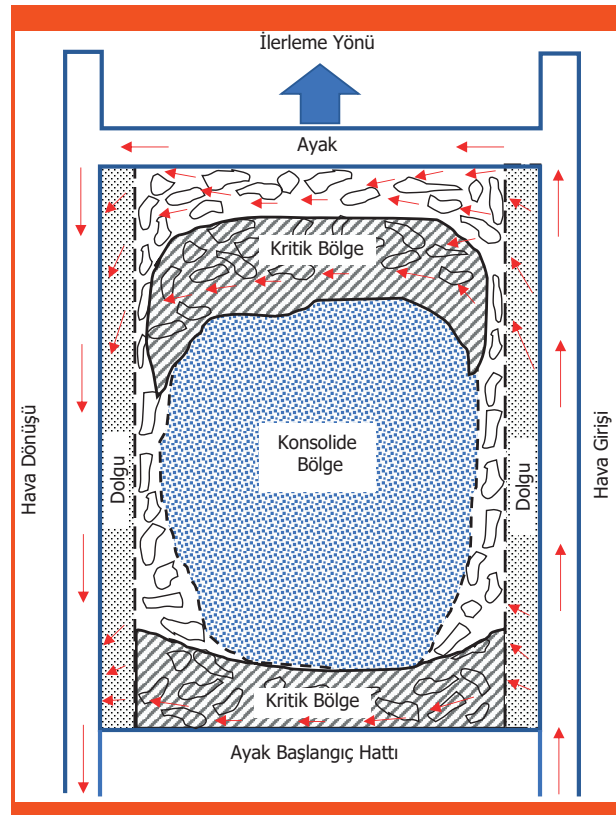 İlerleme Yönü
Ayak
Kritik Bölge
Konsolide
Bölge
Hava Dönüşü
Dolgu
Dolgu
Hava Girişi
Kritik Bölge
Ayak Başlangıç Hattı